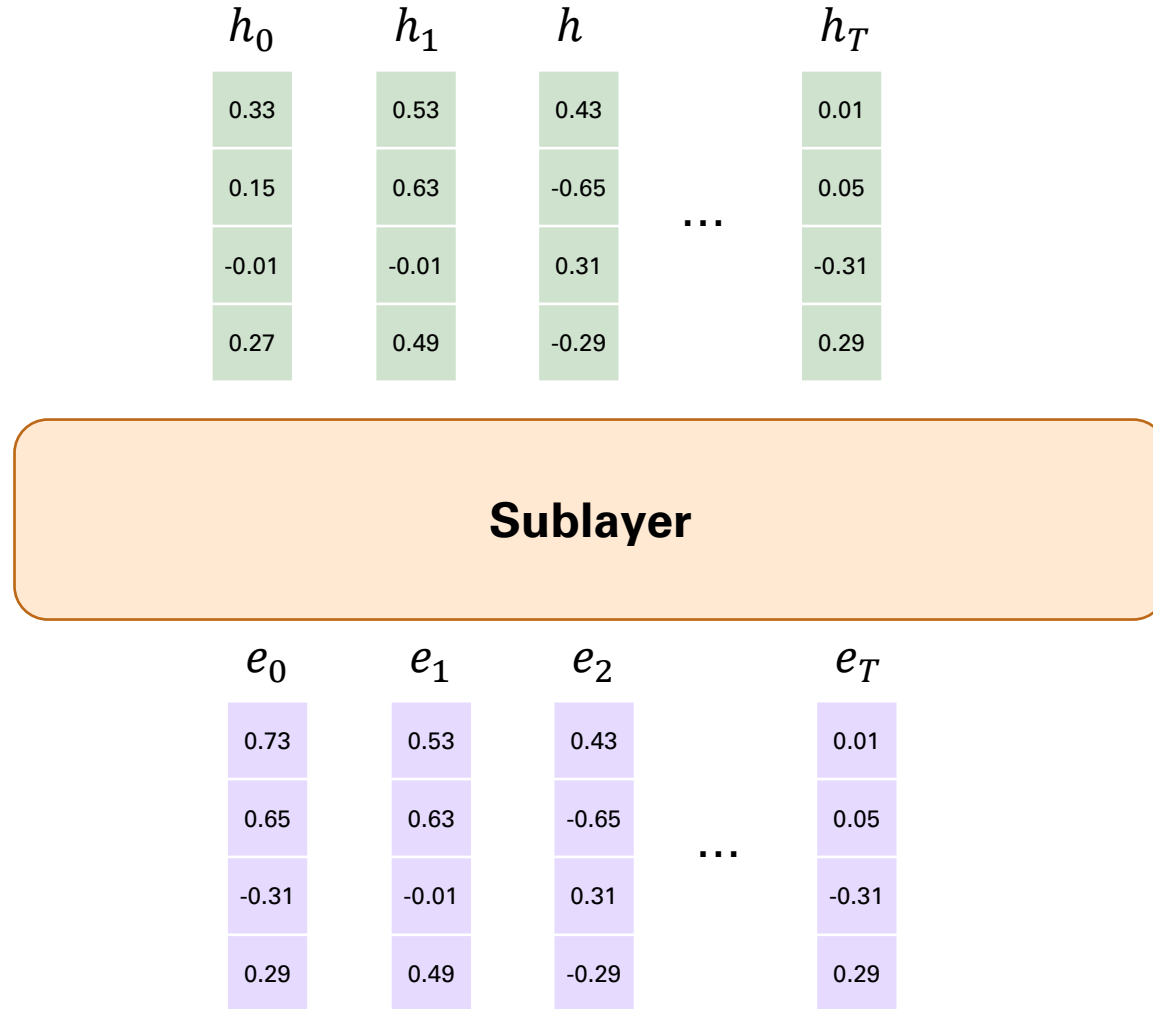 h₀ h₁ h h_T
0.33 0.53 0.43 0.01
0.15 0.63 -0.65 0.05
...
-0.01 -0.01 0.31 -0.31
0.27 0.49 -0.29 0.29
Sublayer
e₀ e₁ e₂ e_T
0.73 0.53 0.43 0.01
0.65 0.63 -0.65 0.05
...
-0.31 -0.01 0.31 -0.31
0.29 0.49 -0.29 0.29